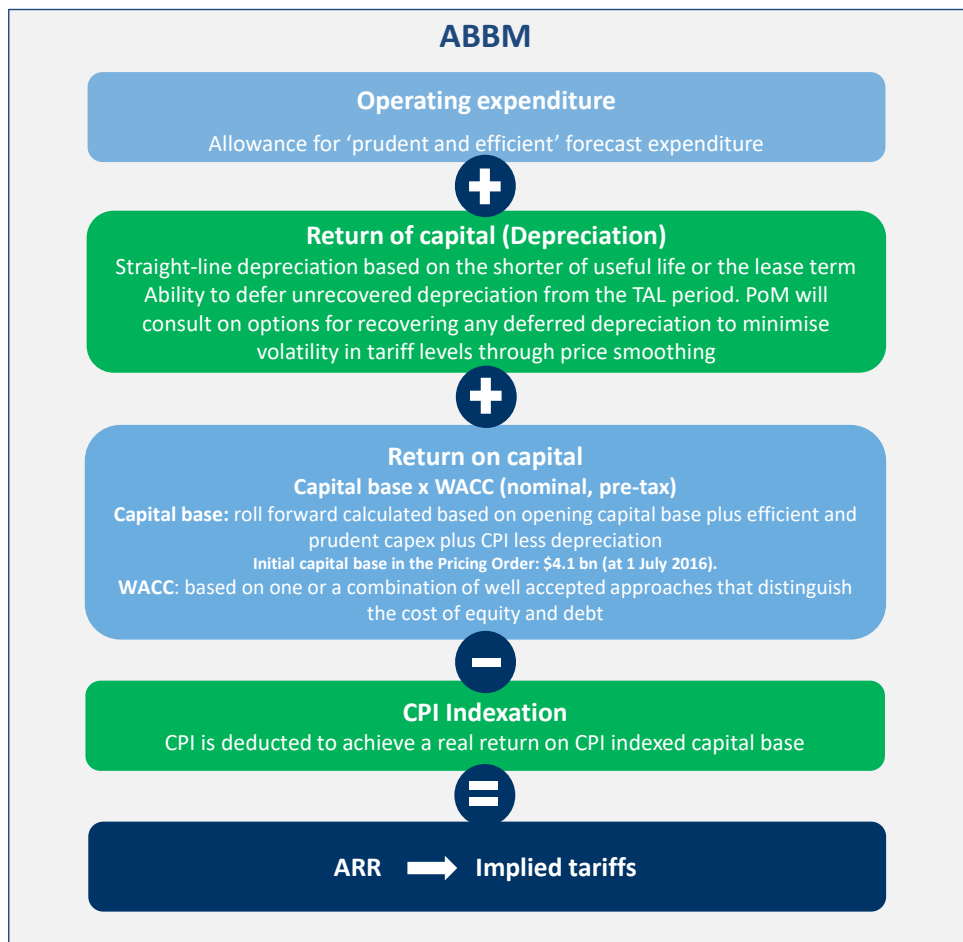 ABBM
Operating expenditure
Allowance for ‘prudent and efficient’ forecast expenditure
Return of capital (Depreciation)
Straight-line depreciation based on the shorter of useful life or the lease term
Ability to defer unrecovered depreciation from the TAL period. PoM will
consult on options for recovering any deferred depreciation to minimise
volatility in tariff levels through price smoothing
Return on capital
Capital base x WACC (nominal, pre-tax)
Capital base: roll forward calculated based on opening capital base plus efficient and
prudent capex plus CPI less depreciation
Initial capital base in the Pricing Order: $4.1 bn (at 1 July 2016).
WACC: based on one or a combination of well accepted approaches that distinguish
the cost of equity and debt
CPI Indexation
CPI is deducted to achieve a real return on CPI indexed capital base
ARR Implied tariffs